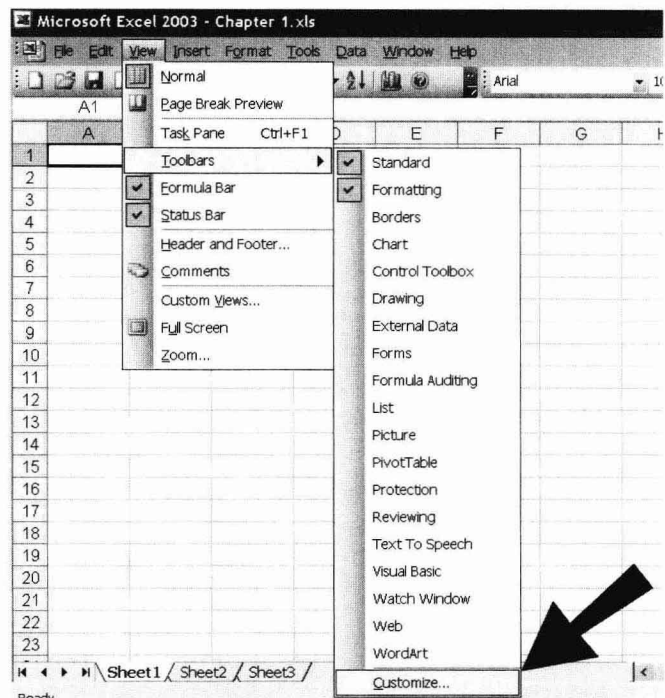 Microsoft Excel 2003 - Chapter 1.xls
File Edit View Insert Format Tools Data Window Help
Arial 10
A1
A D E F G H
Normal
Page Break Preview
Task Pane Ctrl+F1
Toolbars
Formula Bar
Status Bar
Header and Footer...
Comments
Custom Views...
Full Screen
Zoom...
Standard
Formatting
Borders
Chart
Control Toolbox
Drawing
External Data
Forms
Formula Auditing
List
Picture
PivotTable
Protection
Reviewing
Text To Speech
Visual Basic
Watch Window
Web
WordArt
Customize...
1
2
3
4
5
6
7
8
9
10
11
12
13
14
15
16
17
18
19
20
21
22
23
Sheet1 Sheet2 Sheet3
Ready